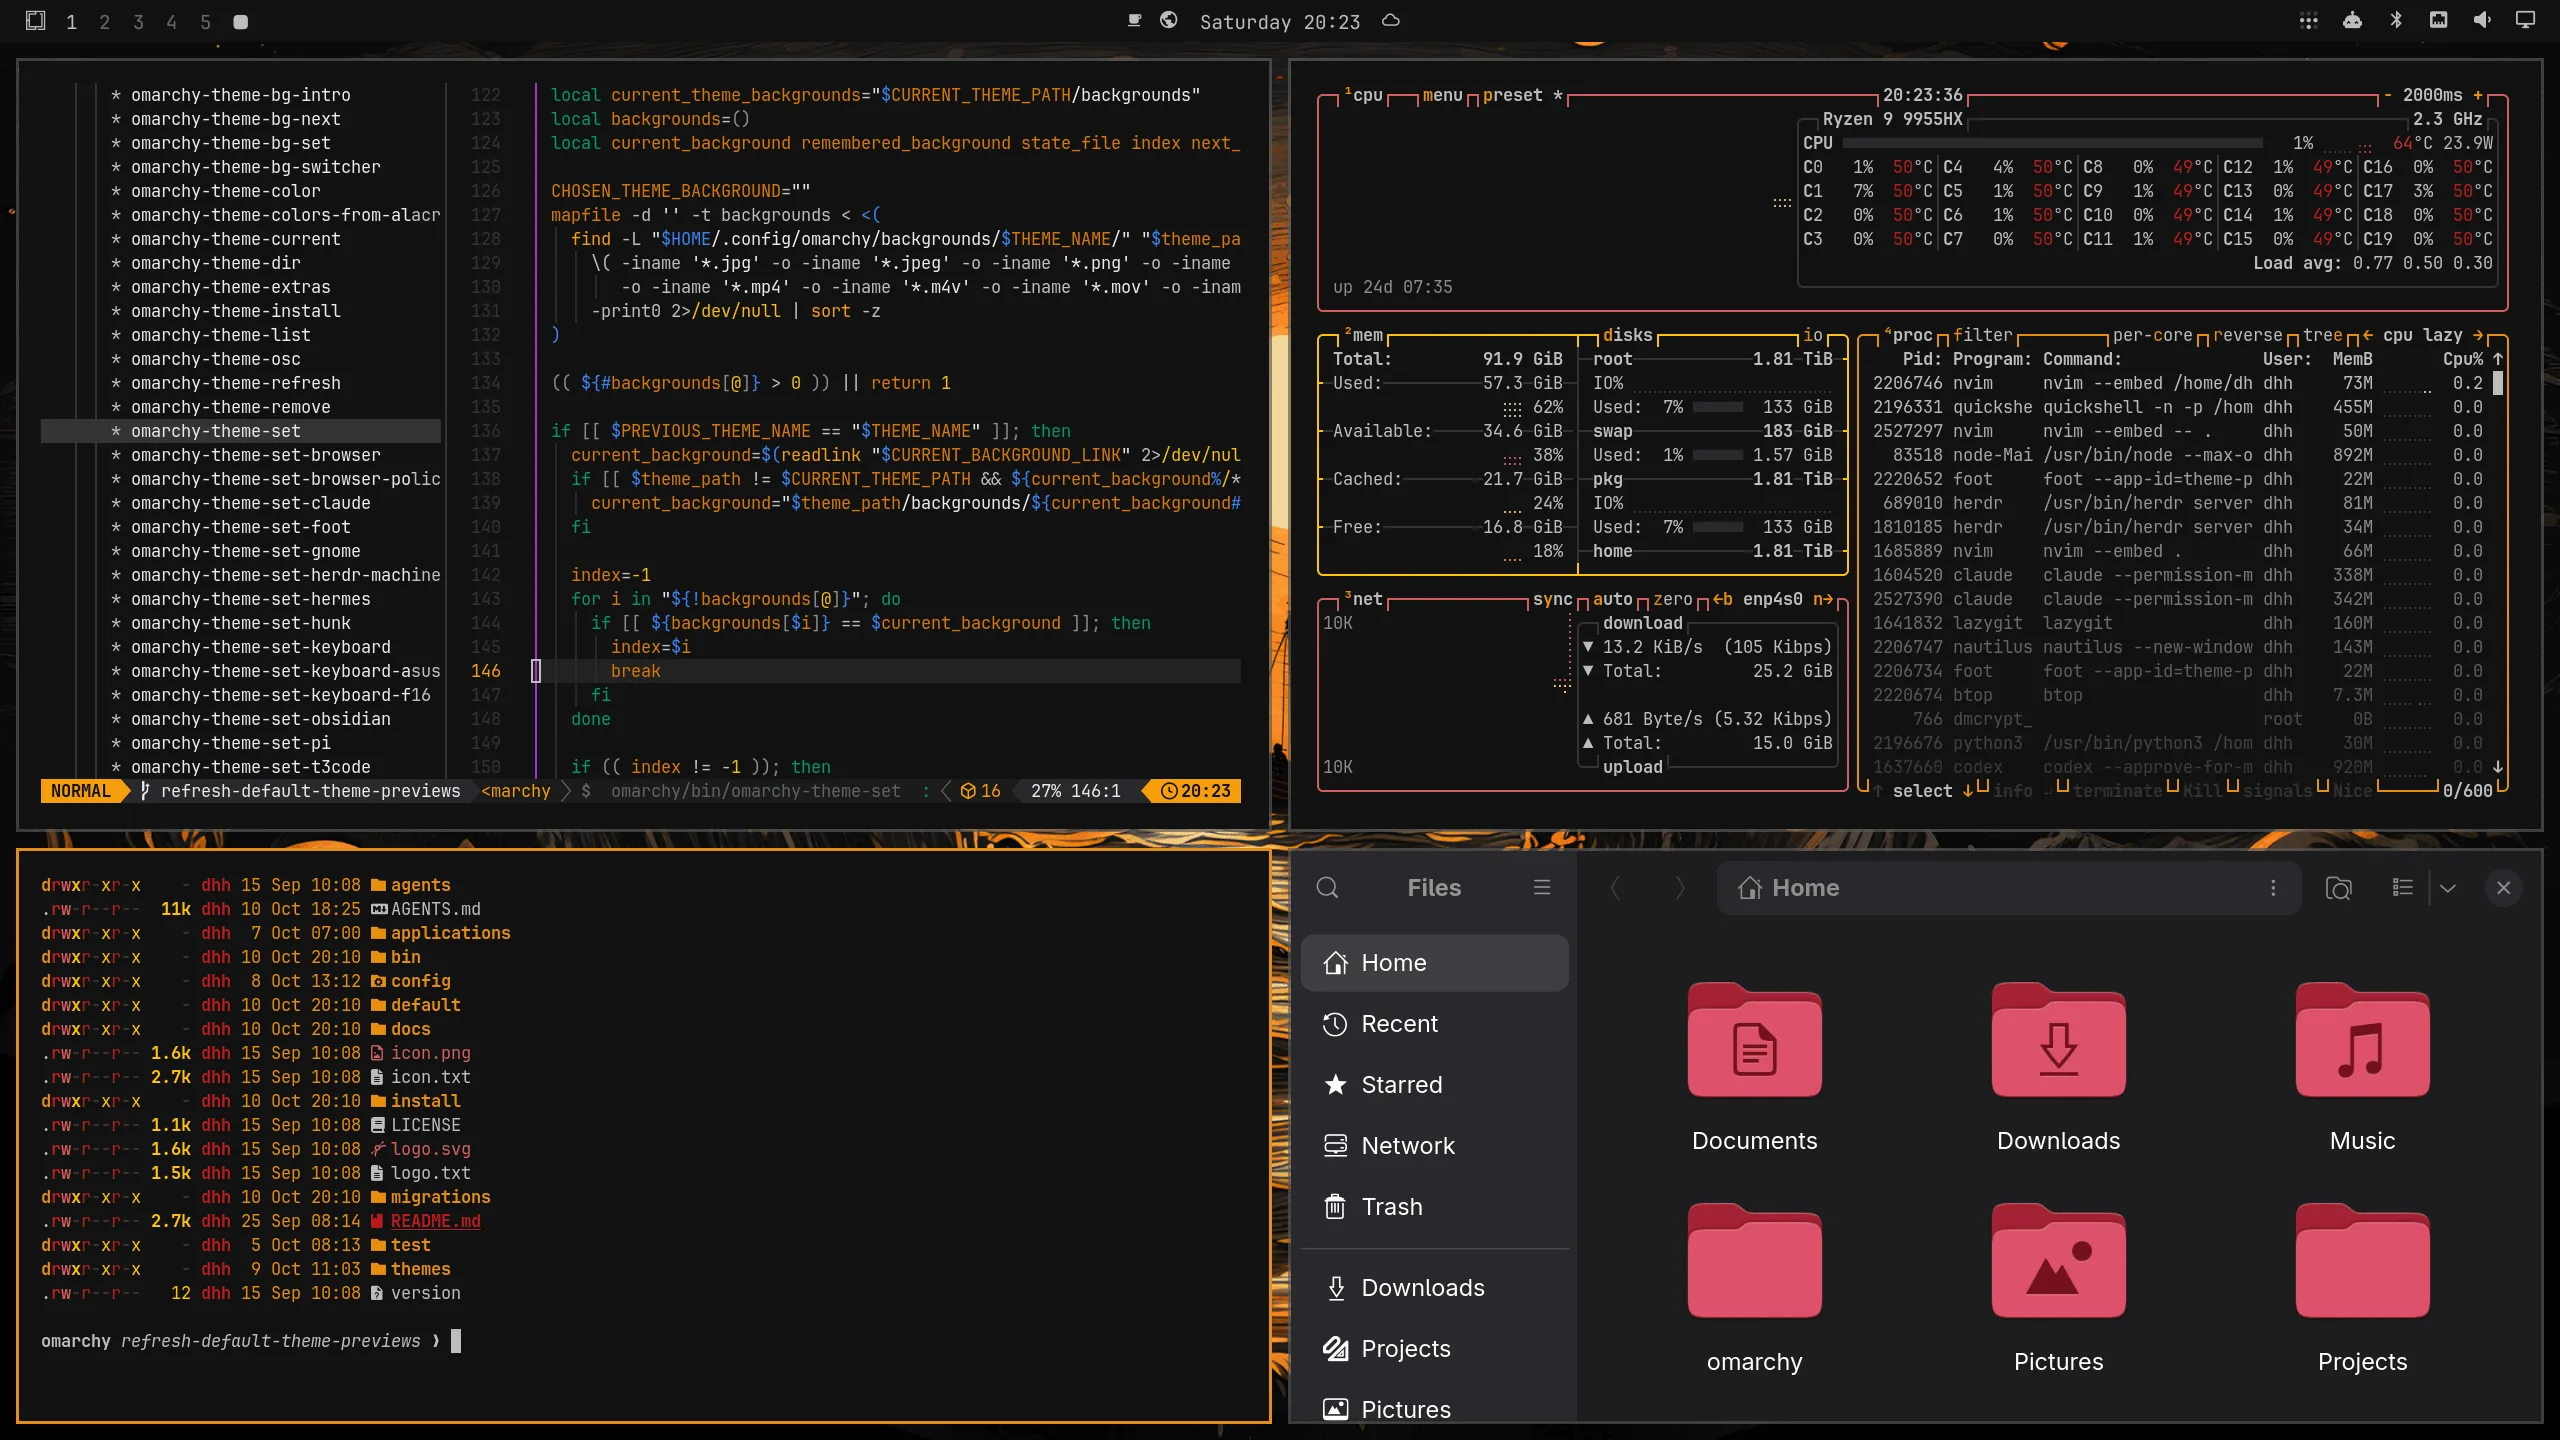 1 2 3 4 5
Saturday 20:23
* omarchy-theme-bg-intro
* omarchy-theme-bg-next
* omarchy-theme-bg-set
* omarchy-theme-bg-switcher
* omarchy-theme-color
* omarchy-theme-colors-from-alacr
* omarchy-theme-current
* omarchy-theme-dir
* omarchy-theme-extras
* omarchy-theme-install
* omarchy-theme-list
* omarchy-theme-osc
* omarchy-theme-refresh
* omarchy-theme-remove
* omarchy-theme-set
* omarchy-theme-set-browser
* omarchy-theme-set-browser-polic
* omarchy-theme-set-claude
* omarchy-theme-set-foot
* omarchy-theme-set-gnome
* omarchy-theme-set-herdr-machine
* omarchy-theme-set-hermes
* omarchy-theme-set-hunk
* omarchy-theme-set-keyboard
* omarchy-theme-set-keyboard-asus
* omarchy-theme-set-keyboard-f16
* omarchy-theme-set-obsidian
* omarchy-theme-set-pi
* omarchy-theme-set-t3code
122 local current_theme_backgrounds="$CURRENT_THEME_PATH/backgrounds"
123 local backgrounds=()
124 local current_background remembered_background state_file index next_
125
126 CHOSEN_THEME_BACKGROUND=""
127 mapfile -d '' -t backgrounds < <(
128 find -L "$HOME/.config/omarchy/backgrounds/$THEME_NAME/" "$theme_pa
129 \( -iname '*.jpg' -o -iname '*.jpeg' -o -iname '*.png' -o -iname
130 -o -iname '*.mp4' -o -iname '*.m4v' -o -iname '*.mov' -o -inam
131 -print0 2>/dev/null | sort -z
132 )
133
134 (( ${#backgrounds[@]} > 0 )) || return 1
135
136 if [[ $PREVIOUS_THEME_NAME == "$THEME_NAME" ]]; then
137 current_background=$(readlink "$CURRENT_BACKGROUND_LINK" 2>/dev/nul
138 if [[ $theme_path != $CURRENT_THEME_PATH && ${current_background%/*
139 current_background="$theme_path/backgrounds/${current_background#
140 fi
141
142 index=-1
143 for i in "${!backgrounds[@]}"; do
144 if [[ ${backgrounds[$i]} == $current_background ]]; then
145 index=$i
146 break
147 fi
148 done
149
150 if (( index != -1 )); then
NORMAL refresh-default-theme-previews <marchy $ omarchy/bin/omarchy-theme-set : 16 27% 146:1 20:23
¹cpu menu preset * 20:23:36 - 2000ms +
Ryzen 9 9955HX 2.3 GHz
CPU 1% 64°C 23.9W
C0 1% 50°C C4 4% 50°C C8 0% 49°C C12 1% 49°C C16 0% 50°C
C1 7% 50°C C5 1% 50°C C9 1% 49°C C13 0% 49°C C17 3% 50°C
C2 0% 50°C C6 1% 50°C C10 0% 49°C C14 1% 49°C C18 0% 50°C
C3 0% 50°C C7 0% 50°C C11 1% 49°C C15 0% 49°C C19 0% 50°C
Load avg: 0.77 0.50 0.30
up 24d 07:35
²mem
Total: 91.9 GiB
Used: 57.3 GiB
62%
Available: 34.6 GiB
38%
Cached: 21.7 GiB
24%
Free: 16.8 GiB
18%
disks io
root 1.81 TiB
IO%
Used: 7% 133 GiB
swap 183 GiB
Used: 1% 1.57 GiB
pkg 1.81 TiB
IO%
Used: 7% 133 GiB
home 1.81 TiB
³net sync auto zero <b enp4s0 n>
10K
download
▼ 13.2 KiB/s (105 Kibps)
▼ Total: 25.2 GiB
▲ 681 Byte/s (5.32 Kibps)
▲ Total: 15.0 GiB
10K
upload
⁴proc filter per-core reverse tree ← cpu lazy →
Pid: Program: Command: User: MemB Cpu% ↑
2206746 nvim nvim --embed /home/dh dhh 73M 0.2
2196331 quickshe quickshell -n -p /hom dhh 455M 0.0
2527297 nvim nvim --embed -- . dhh 50M 0.0
83518 node-Mai /usr/bin/node --max-o dhh 892M 0.0
2220652 foot foot --app-id=theme-p dhh 22M 0.0
689010 herdr /usr/bin/herdr server dhh 81M 0.0
1810185 herdr /usr/bin/herdr server dhh 34M 0.0
1685889 nvim nvim --embed . dhh 66M 0.0
1604520 claude claude --permission-m dhh 338M 0.0
2527390 claude claude --permission-m dhh 342M 0.0
1641832 lazygit lazygit dhh 160M 0.0
2206747 nautilus nautilus --new-window dhh 143M 0.0
2206734 foot foot --app-id=theme-p dhh 22M 0.0
2220674 btop btop dhh 7.3M 0.0
766 dmcrypt_ root 0B 0.0
2196676 python3 /usr/bin/python3 /hom dhh 30M 0.0
1637660 codex codex --approve-for-m dhh 920M 0.0 ↓
↑ select ↓ info terminate Kill signals Nice 0/600
drwxr-xr-x - dhh 15 Sep 10:08 agents
.rw-r--r-- 11k dhh 10 Oct 18:25 AGENTS.md
drwxr-xr-x - dhh 7 Oct 07:00 applications
drwxr-xr-x - dhh 10 Oct 20:10 bin
drwxr-xr-x - dhh 8 Oct 13:12 config
drwxr-xr-x - dhh 10 Oct 20:10 default
drwxr-xr-x - dhh 10 Oct 20:10 docs
.rw-r--r-- 1.6k dhh 15 Sep 10:08 icon.png
.rw-r--r-- 2.7k dhh 15 Sep 10:08 icon.txt
drwxr-xr-x - dhh 10 Oct 20:10 install
.rw-r--r-- 1.1k dhh 15 Sep 10:08 LICENSE
.rw-r--r-- 1.6k dhh 15 Sep 10:08 logo.svg
.rw-r--r-- 1.5k dhh 15 Sep 10:08 logo.txt
drwxr-xr-x - dhh 10 Oct 20:10 migrations
.rw-r--r-- 2.7k dhh 25 Sep 08:14 README.md
drwxr-xr-x - dhh 5 Oct 08:13 test
drwxr-xr-x - dhh 9 Oct 11:03 themes
.rw-r--r-- 12 dhh 15 Sep 10:08 version
omarchy refresh-default-theme-previews ❯
Files
Home
Recent
Starred
Network
Trash
Downloads
Projects
Pictures
Home
Documents Downloads Music
omarchy Pictures Projects